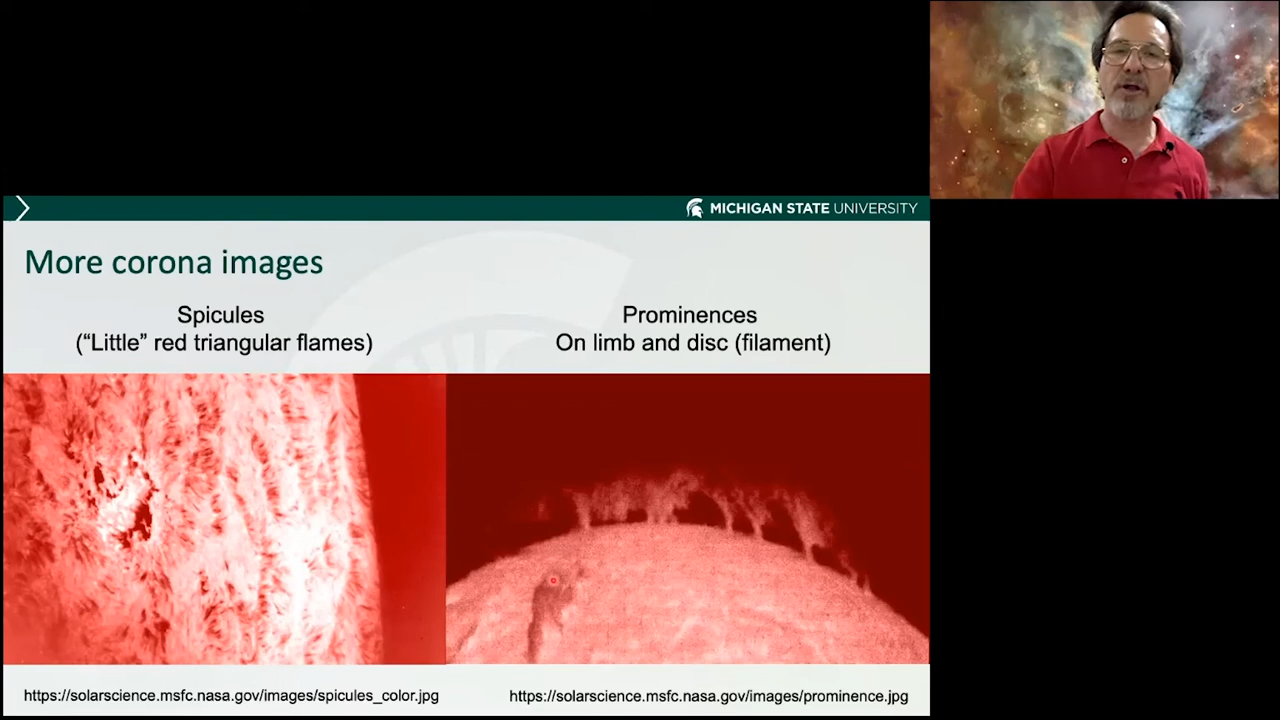 MICHIGAN STATE UNIVERSITY
More corona images
Spicules
(“Little” red triangular flames)
Prominences
On limb and disc (filament)
https://solarscience.msfc.nasa.gov/images/spicules_color.jpg
https://solarscience.msfc.nasa.gov/images/prominence.jpg